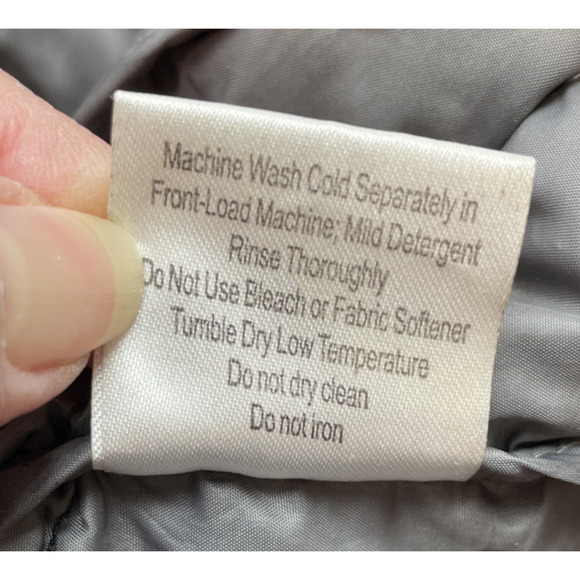 Machine Wash Cold Separately in
Front-Load Machine; Mild Detergent
Rinse Thoroughly
Do Not Use Bleach or Fabric Softener
Tumble Dry Low Temperature
Do not dry clean
Do not iron